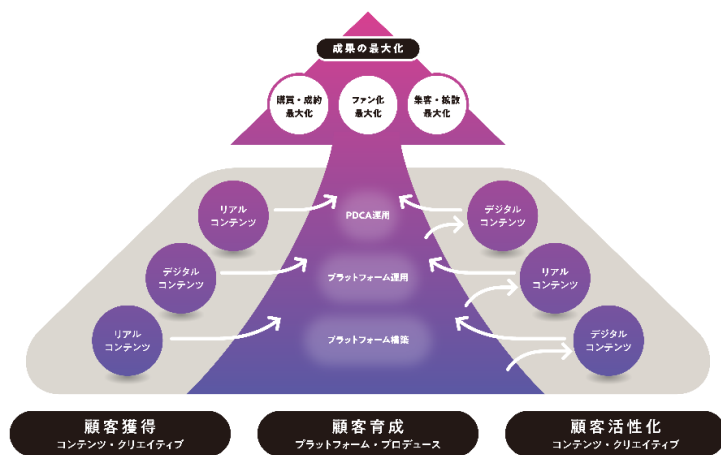 成果の最大化
購買・成約
最大化
ファン化
最大化
集客・拡散
最大化
リアル
コンテンツ
PDCA運用
デジタル
コンテンツ
デジタル
コンテンツ
プラットフォーム運用
リアル
コンテンツ
リアル
コンテンツ
プラットフォーム構築
デジタル
コンテンツ
顧客獲得
コンテンツ・クリエイティブ
顧客育成
プラットフォーム・プロデュース
顧客活性化
コンテンツ・クリエイティブ